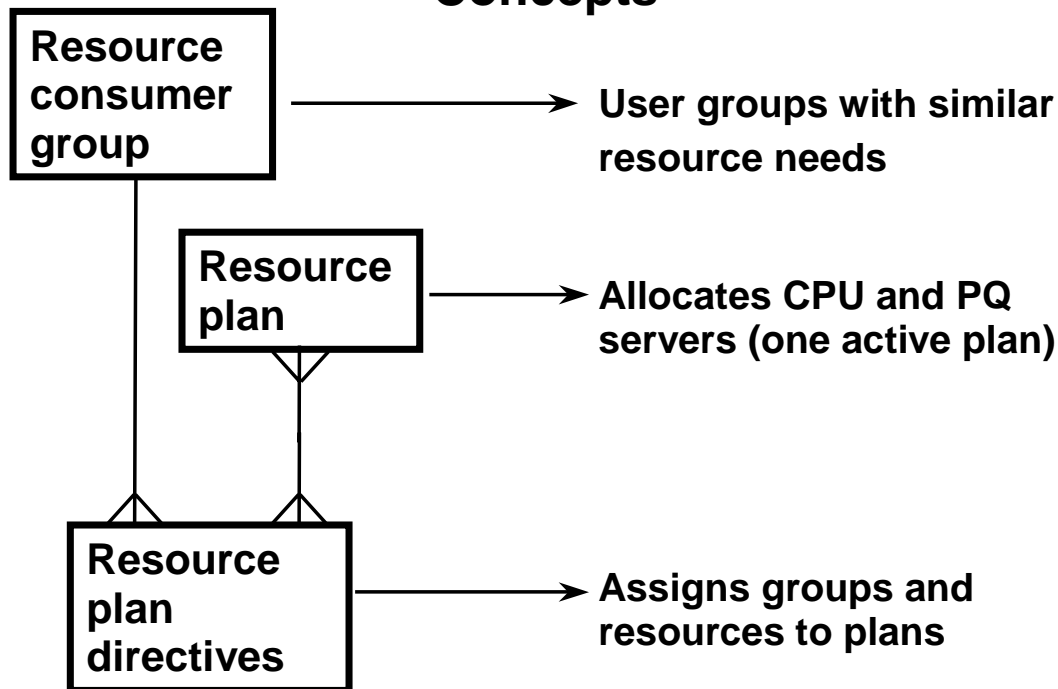 Concepts
Resource
consumer
group
User groups with similar
resource needs
Resource
plan
Allocates CPU and PQ
servers (one active plan)
Resource
plan
directives
Assigns groups and
resources to plans